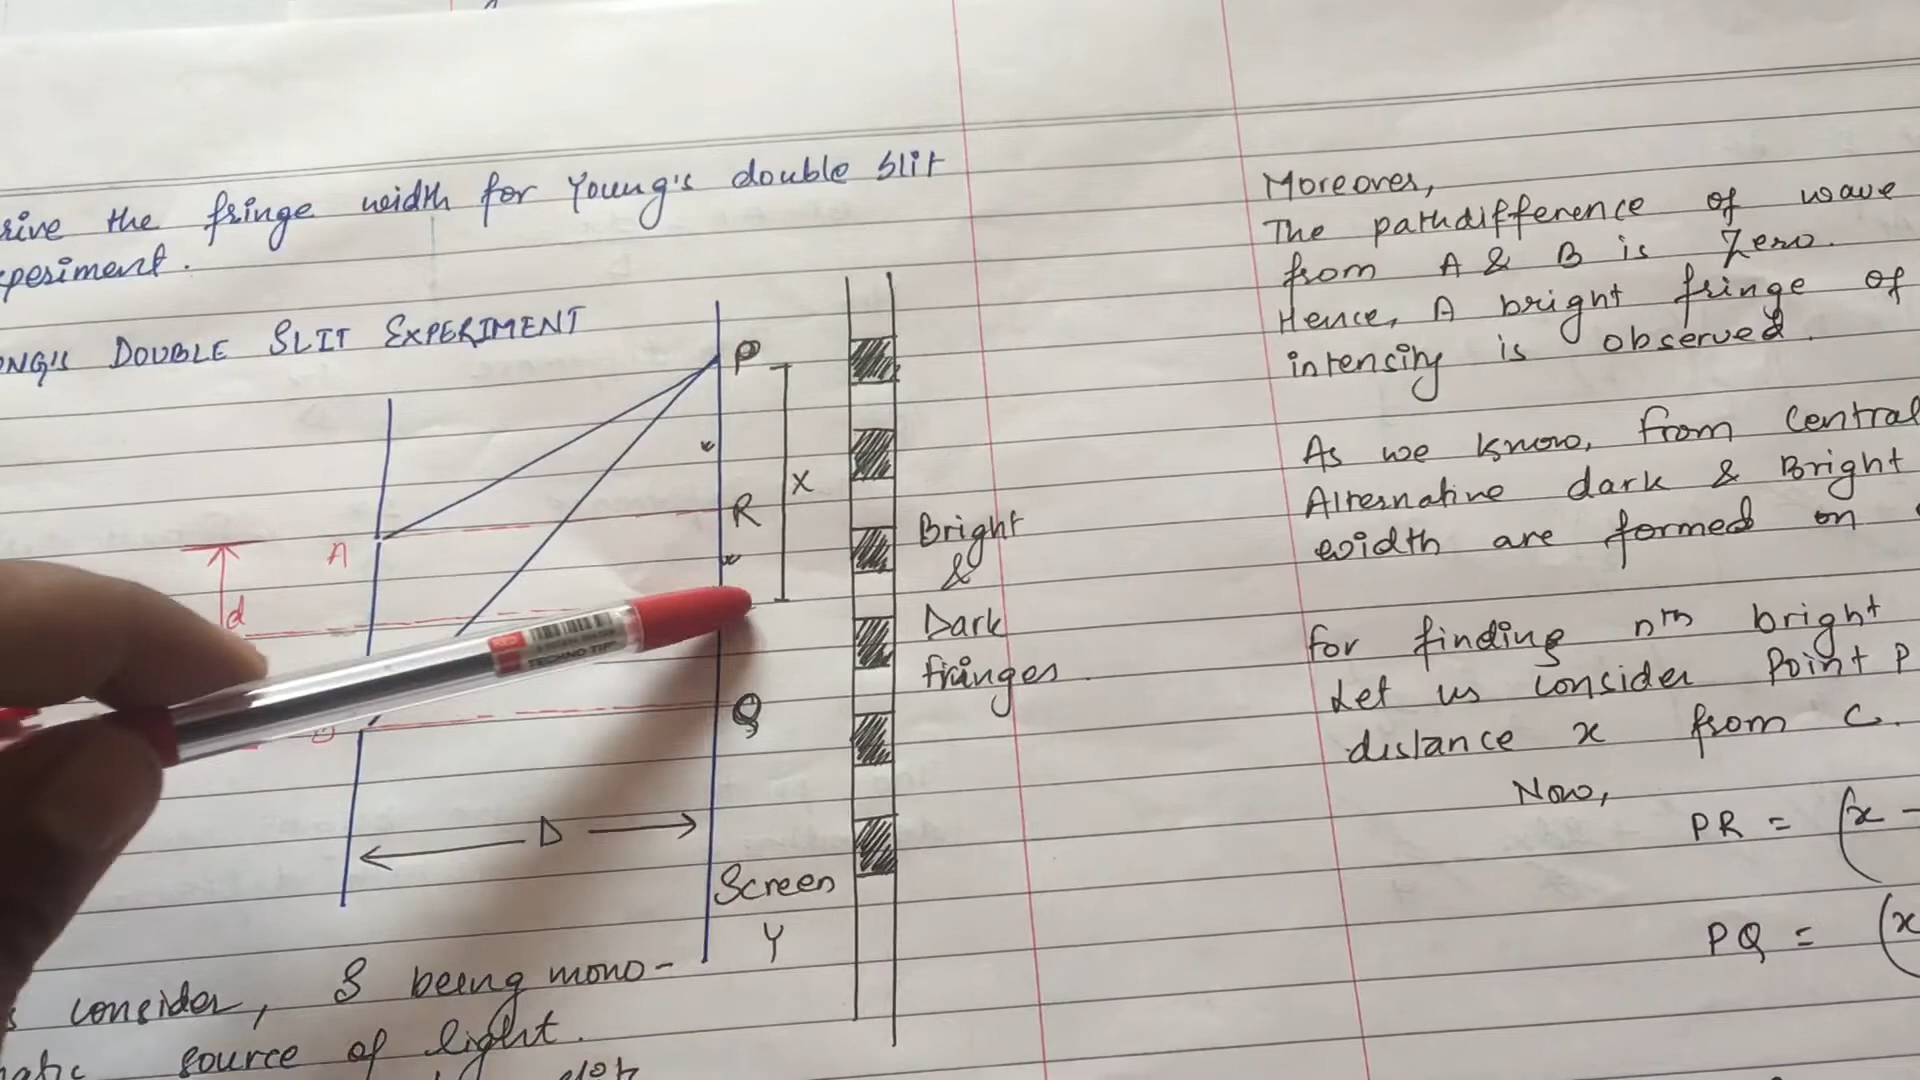 rive the fringe width for Young's double slit
periment.
ONG'S DOUBLE SLIT EXPERIMENT
P
X
R
A
d
Q
D
Screen
Y
Bright
&
Dark
fringes.
consider, S being mono-
source of light.
Moreover,
The pathdifference of wave
from A & B is Zero.
Hence, A bright fringe of
intensity is observed.
As we know, from Central
Alternative dark & Bright
width are formed on
For finding nth bright
Let us consider Point P
distance x from C.
Now,
PR = (x -
PQ = (x